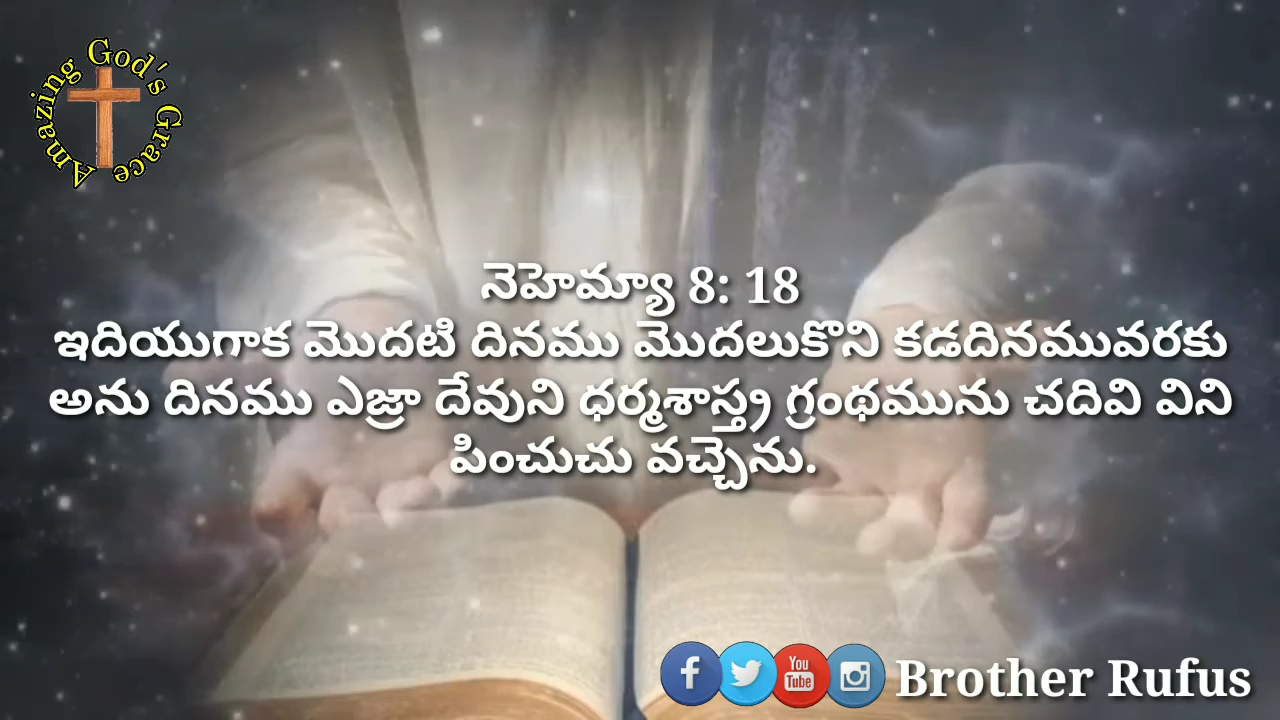 Amazing God's Grace
నెహెమ్యా 8: 18
ఇదియుగాక మొదటి దినము మొదలుకొని కడదినమువరకు
అను దినము ఎజ్రా దేవుని ధర్మశాస్త్ర గ్రంథమును చదివి విని
పించుచు వచ్చెను.
You
Tube
Brother Rufus